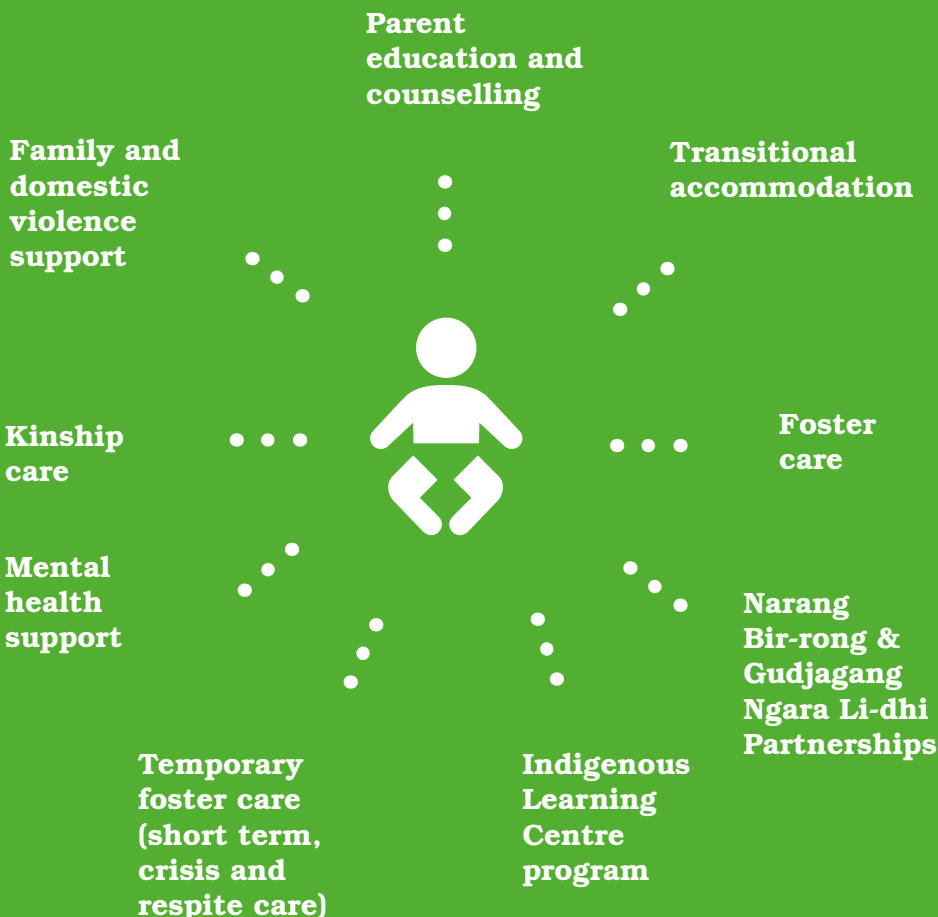 Parent
education and
counselling
Family and
domestic
violence
support
Transitional
accommodation
Kinship
care
Foster
care
Mental
health
support
Narang
Bir-rong &
Gudjagang
Ngara Li-dhi
Partnerships
Temporary
foster care
(short term,
crisis and
respite care)
Indigenous
Learning
Centre
program